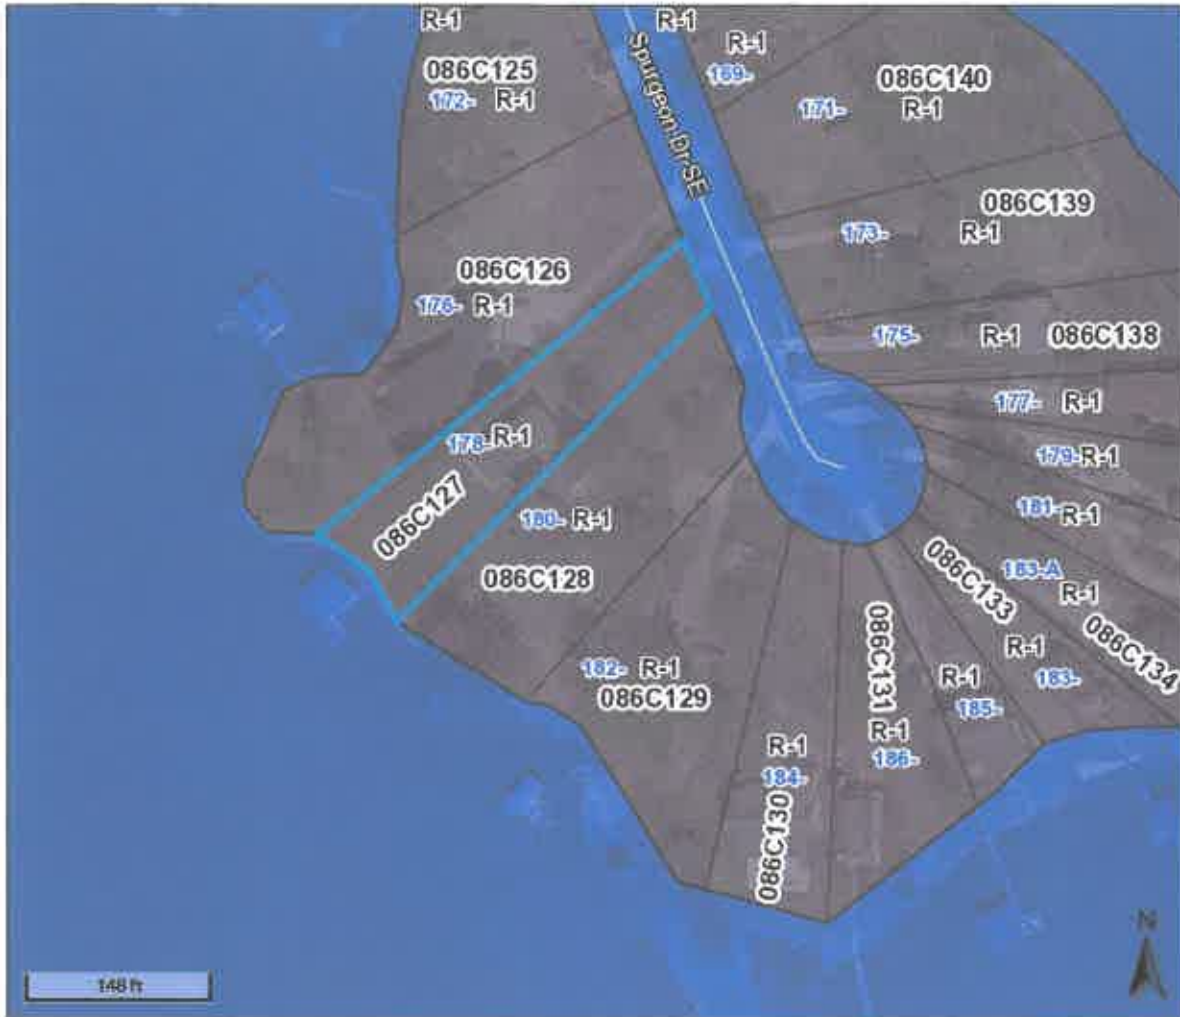 R-1
R-1
R-1
169-
086C125
172- R-1
086C140
171- R-1
Spurgeon Dr SE
086C139
173- R-1
086C126
176- R-1
175- R-1 086C138
177- R-1
178- R-1
179- R-1
086C127
180- R-1
181- R-1
086C128
183-A
R-1
086C133
086C134
R-1
183-
182- R-1
086C129
086C131
R-1
186-
R-1
185-
R-1
184-
086C130
N
148 ft